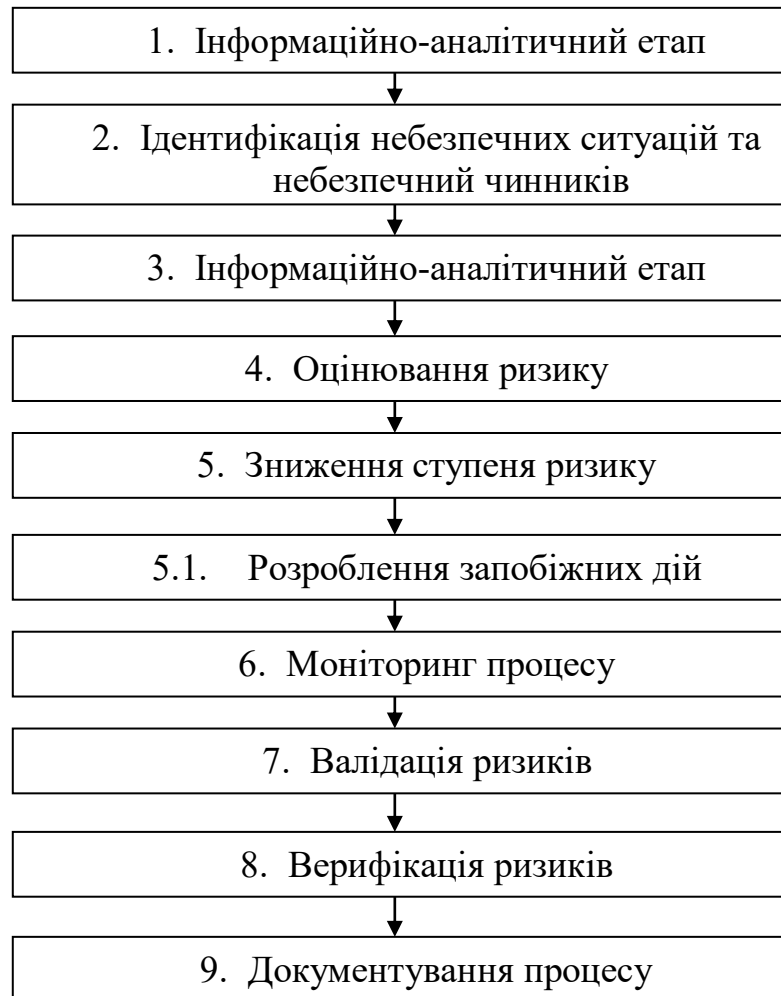 1. Інформаційно-аналітичний етап
2. Ідентифікація небезпечних ситуацій та
небезпечний чинників
3. Інформаційно-аналітичний етап
4. Оцінювання ризику
5. Зниження ступеня ризику
5.1. Розроблення запобіжних дій
6. Моніторинг процесу
7. Валідація ризиків
8. Верифікація ризиків
9. Документування процесу